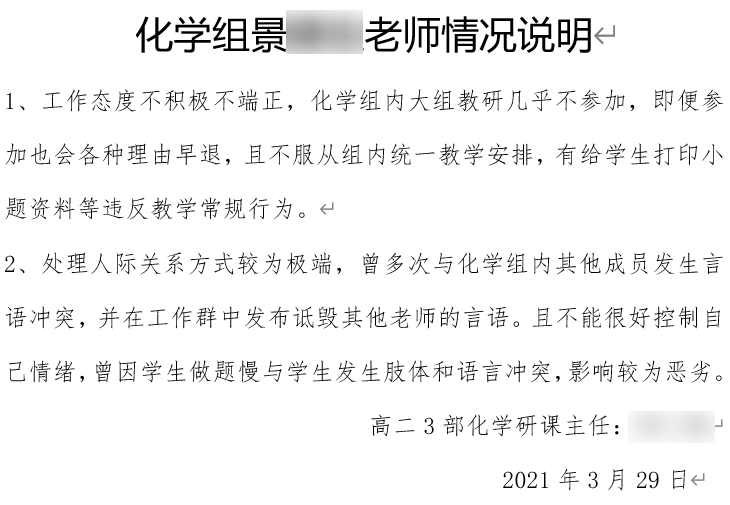 化学组景老师情况说明
1、工作态度不积极不端正，化学组内大组教研几乎不参加，即便参
加也会各种理由早退，且不服从组内统一教学安排，有给学生打印小
题资料等违反教学常规行为。
2、处理人际关系方式较为极端，曾多次与化学组内其他成员发生言
语冲突，并在工作群中发布诋毁其他老师的言语。且不能很好控制自
己情绪，曾因学生做题慢与学生发生肢体和语言冲突，影响较为恶劣。
高二3部化学研课主任：
2021年3月29日